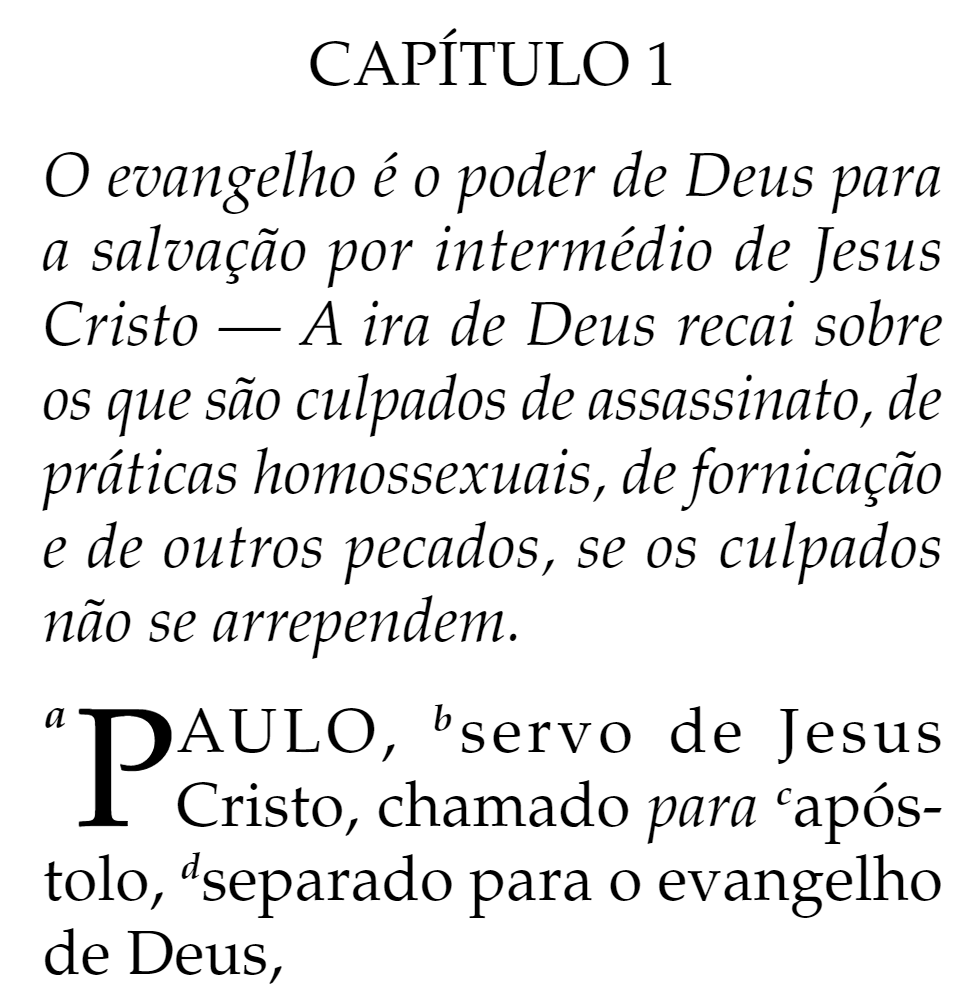 CAPÍTULO 1
O evangelho é o poder de Deus para
a salvação por intermédio de Jesus
Cristo — A ira de Deus recai sobre
os que são culpados de assassinato, de
práticas homossexuais, de fornicação
e de outros pecados, se os culpados
não se arrependem.
a PAULO, b servo de Jesus
Cristo, chamado para c após-
tolo, d separado para o evangelho
de Deus,